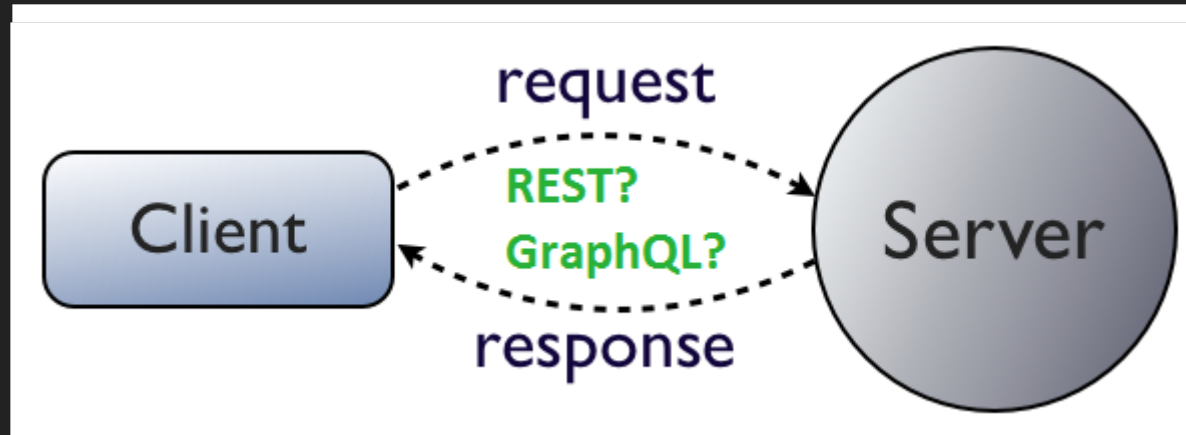 request
Client
REST?
GraphQL?
Server
response